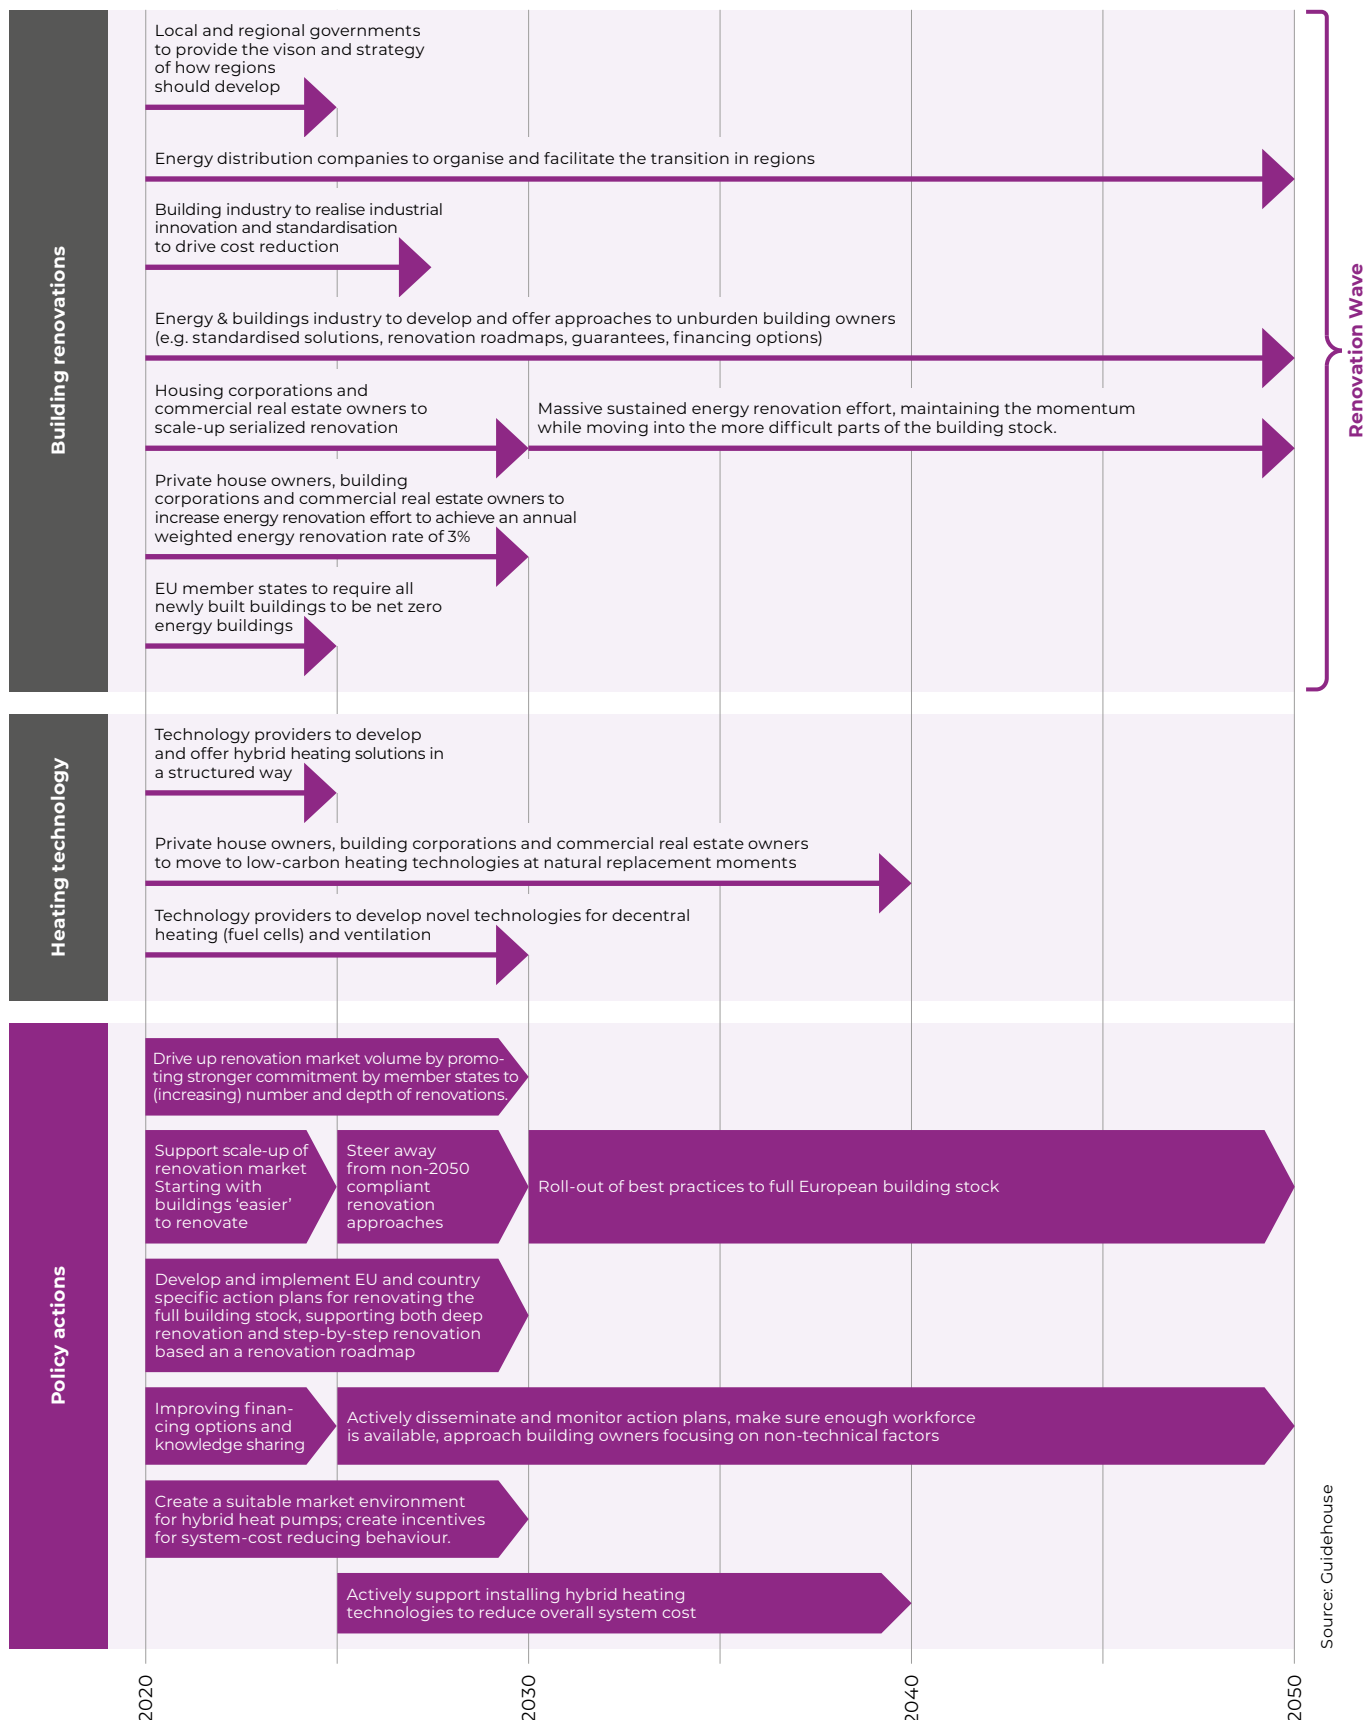 Building renovations
Local and regional governments
to provide the vison and strategy
of how regions
should develop
Energy distribution companies to organise and facilitate the transition in regions
Building industry to realise industrial
innovation and standardisation
to drive cost reduction
Energy & buildings industry to develop and offer approaches to unburden building owners
(e.g. standardised solutions, renovation roadmaps, guarantees, financing options)
Housing corporations and
commercial real estate owners to
scale-up serialized renovation
Massive sustained energy renovation effort, maintaining the momentum
while moving into the more difficult parts of the building stock.
Private house owners, building
corporations and commercial real estate owners to
increase energy renovation effort to achieve an annual
weighted energy renovation rate of 3%
EU member states to require all
newly built buildings to be net zero
energy buildings
Renovation Wave
Heating technology
Technology providers to develop
and offer hybrid heating solutions in
a structured way
Private house owners, building corporations and commercial real estate owners
to move to low-carbon heating technologies at natural replacement moments
Technology providers to develop novel technologies for decentral
heating (fuel cells) and ventilation
Policy actions
Drive up renovation market volume by promo-
ting stronger commitment by member states to
(increasing) number and depth of renovations.
Support scale-up of
renovation market
Starting with
buildings ‘easier’
to renovate
Steer away
from non-2050
compliant
renovation
approaches
Roll-out of best practices to full European building stock
Develop and implement EU and country
specific action plans for renovating the
full building stock, supporting both deep
renovation and step-by-step renovation
based an a renovation roadmap
Improving finan-
cing options and
knowledge sharing
Actively disseminate and monitor action plans, make sure enough workforce
is available, approach building owners focusing on non-technical factors
Create a suitable market environment
for hybrid heat pumps; create incentives
for system-cost reducing behaviour.
Actively support installing hybrid heating
technologies to reduce overall system cost
2020
2030
2040
2050
Source: Guidehouse